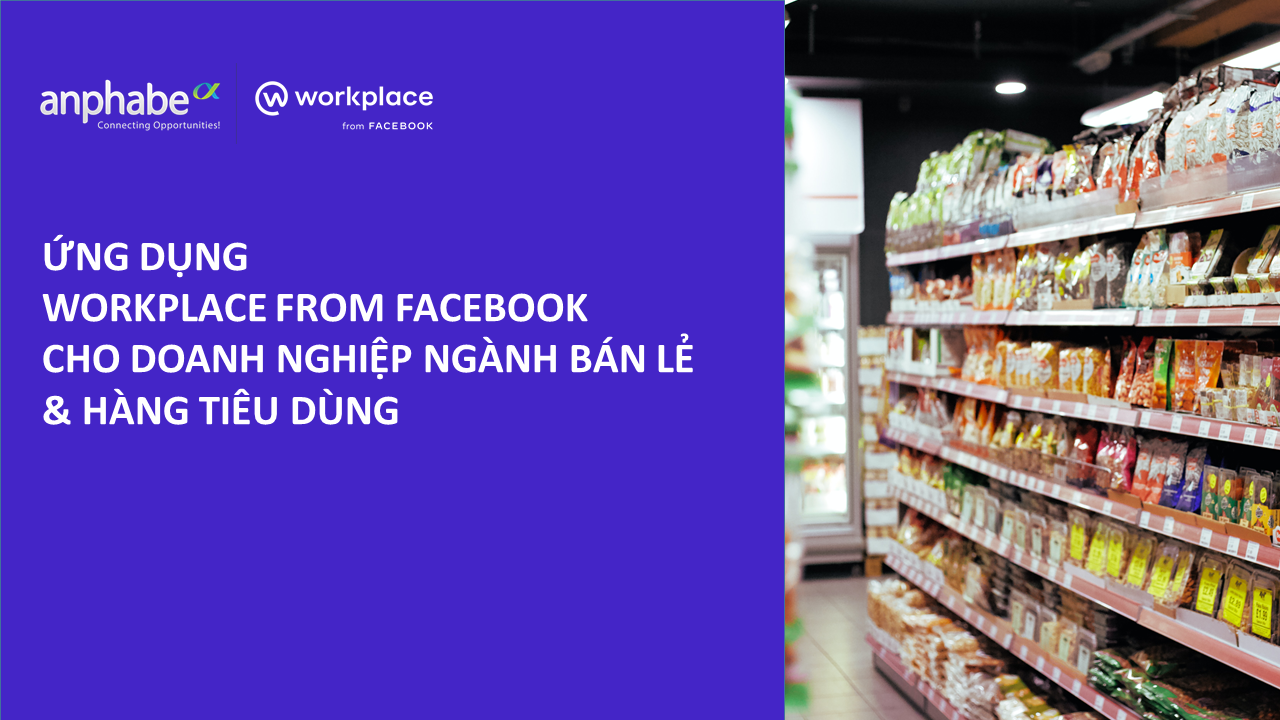 anphabe
Connecting Opportunities!
workplace
from FACEBOOK
ỨNG DỤNG
WORKPLACE FROM FACEBOOK
CHO DOANH NGHIỆP NGÀNH BÁN LẺ
& HÀNG TIÊU DÙNG